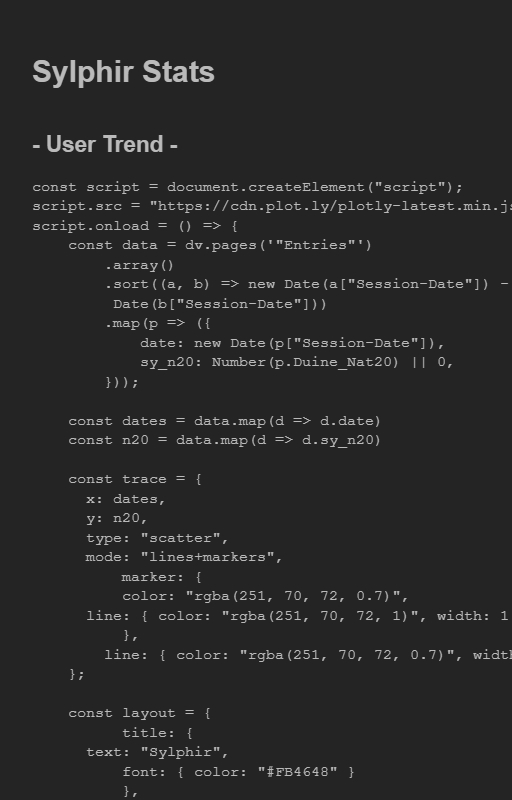 Sylphir Stats
- User Trend -
const script = document.createElement("script");
script.src = "https://cdn.plot.ly/plotly-latest.min.js
script.onload = () => {
    const data = dv.pages('"Entries"')
        .array()
        .sort((a, b) => new Date(a["Session-Date"]) -
         Date(b["Session-Date"]))
        .map(p => ({
            date: new Date(p["Session-Date"]),
            sy_n20: Number(p.Duine_Nat20) || 0,
        }));
    const dates = data.map(d => d.date)
    const n20 = data.map(d => d.sy_n20)
    const trace = {
      x: dates,
      y: n20,
      type: "scatter",
      mode: "lines+markers",
          marker: {
          color: "rgba(251, 70, 72, 0.7)",
      line: { color: "rgba(251, 70, 72, 1)", width: 1
          },
        line: { color: "rgba(251, 70, 72, 0.7)", width
    };
    const layout = {
          title: {
      text: "Sylphir",
          font: { color: "#FB4648" }
          },